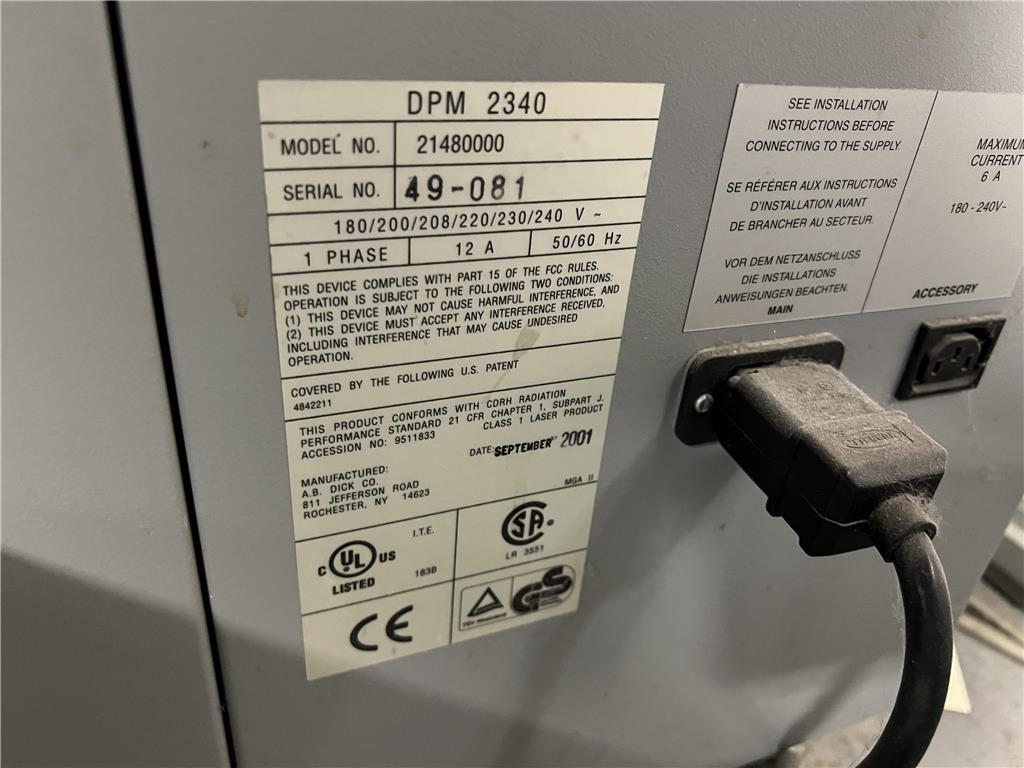 DPM 2340
MODEL NO. 21480000
SERIAL NO. 49-081
180/200/208/220/230/240 V ~
1 PHASE 12 A 50/60 Hz
THIS DEVICE COMPLIES WITH PART 15 OF THE FCC RULES.
OPERATION IS SUBJECT TO THE FOLLOWING TWO CONDITIONS:
(1) THIS DEVICE MAY NOT CAUSE HARMFUL INTERFERENCE, AND
(2) THIS DEVICE MUST ACCEPT ANY INTERFERENCE RECEIVED,
INCLUDING INTERFERENCE THAT MAY CAUSE UNDESIRED
OPERATION.
COVERED BY THE FOLLOWING U.S. PATENT
4842211
THIS PRODUCT CONFORMS WITH CDRH RADIATION
PERFORMANCE STANDARD 21 CFR CHAPTER 1, SUBPART J.
ACCESSION NO: 9511833 CLASS 1 LASER PRODUCT
DATE: SEPTEMBER 2001
MANUFACTURED:
A.B. DICK CO.
811 JEFFERSON ROAD
ROCHESTER, NY 14623
MGA II
I.T.E.
C UL US
LISTED 183B
SA
LR 3551
CE
TÜV Rheinland
GS
SEE INSTALLATION
INSTRUCTIONS BEFORE
CONNECTING TO THE SUPPLY.
SE RÉFÉRER AUX INSTRUCTIONS
D'INSTALLATION AVANT
DE BRANCHER AU SECTEUR.
VOR DEM NETZANSCHLUSS
DIE INSTALLATIONS
ANWEISUNGEN BEACHTEN.
MAIN
MAXIMUM
CURRENT
6 A
180 - 240V~
ACCESSORY